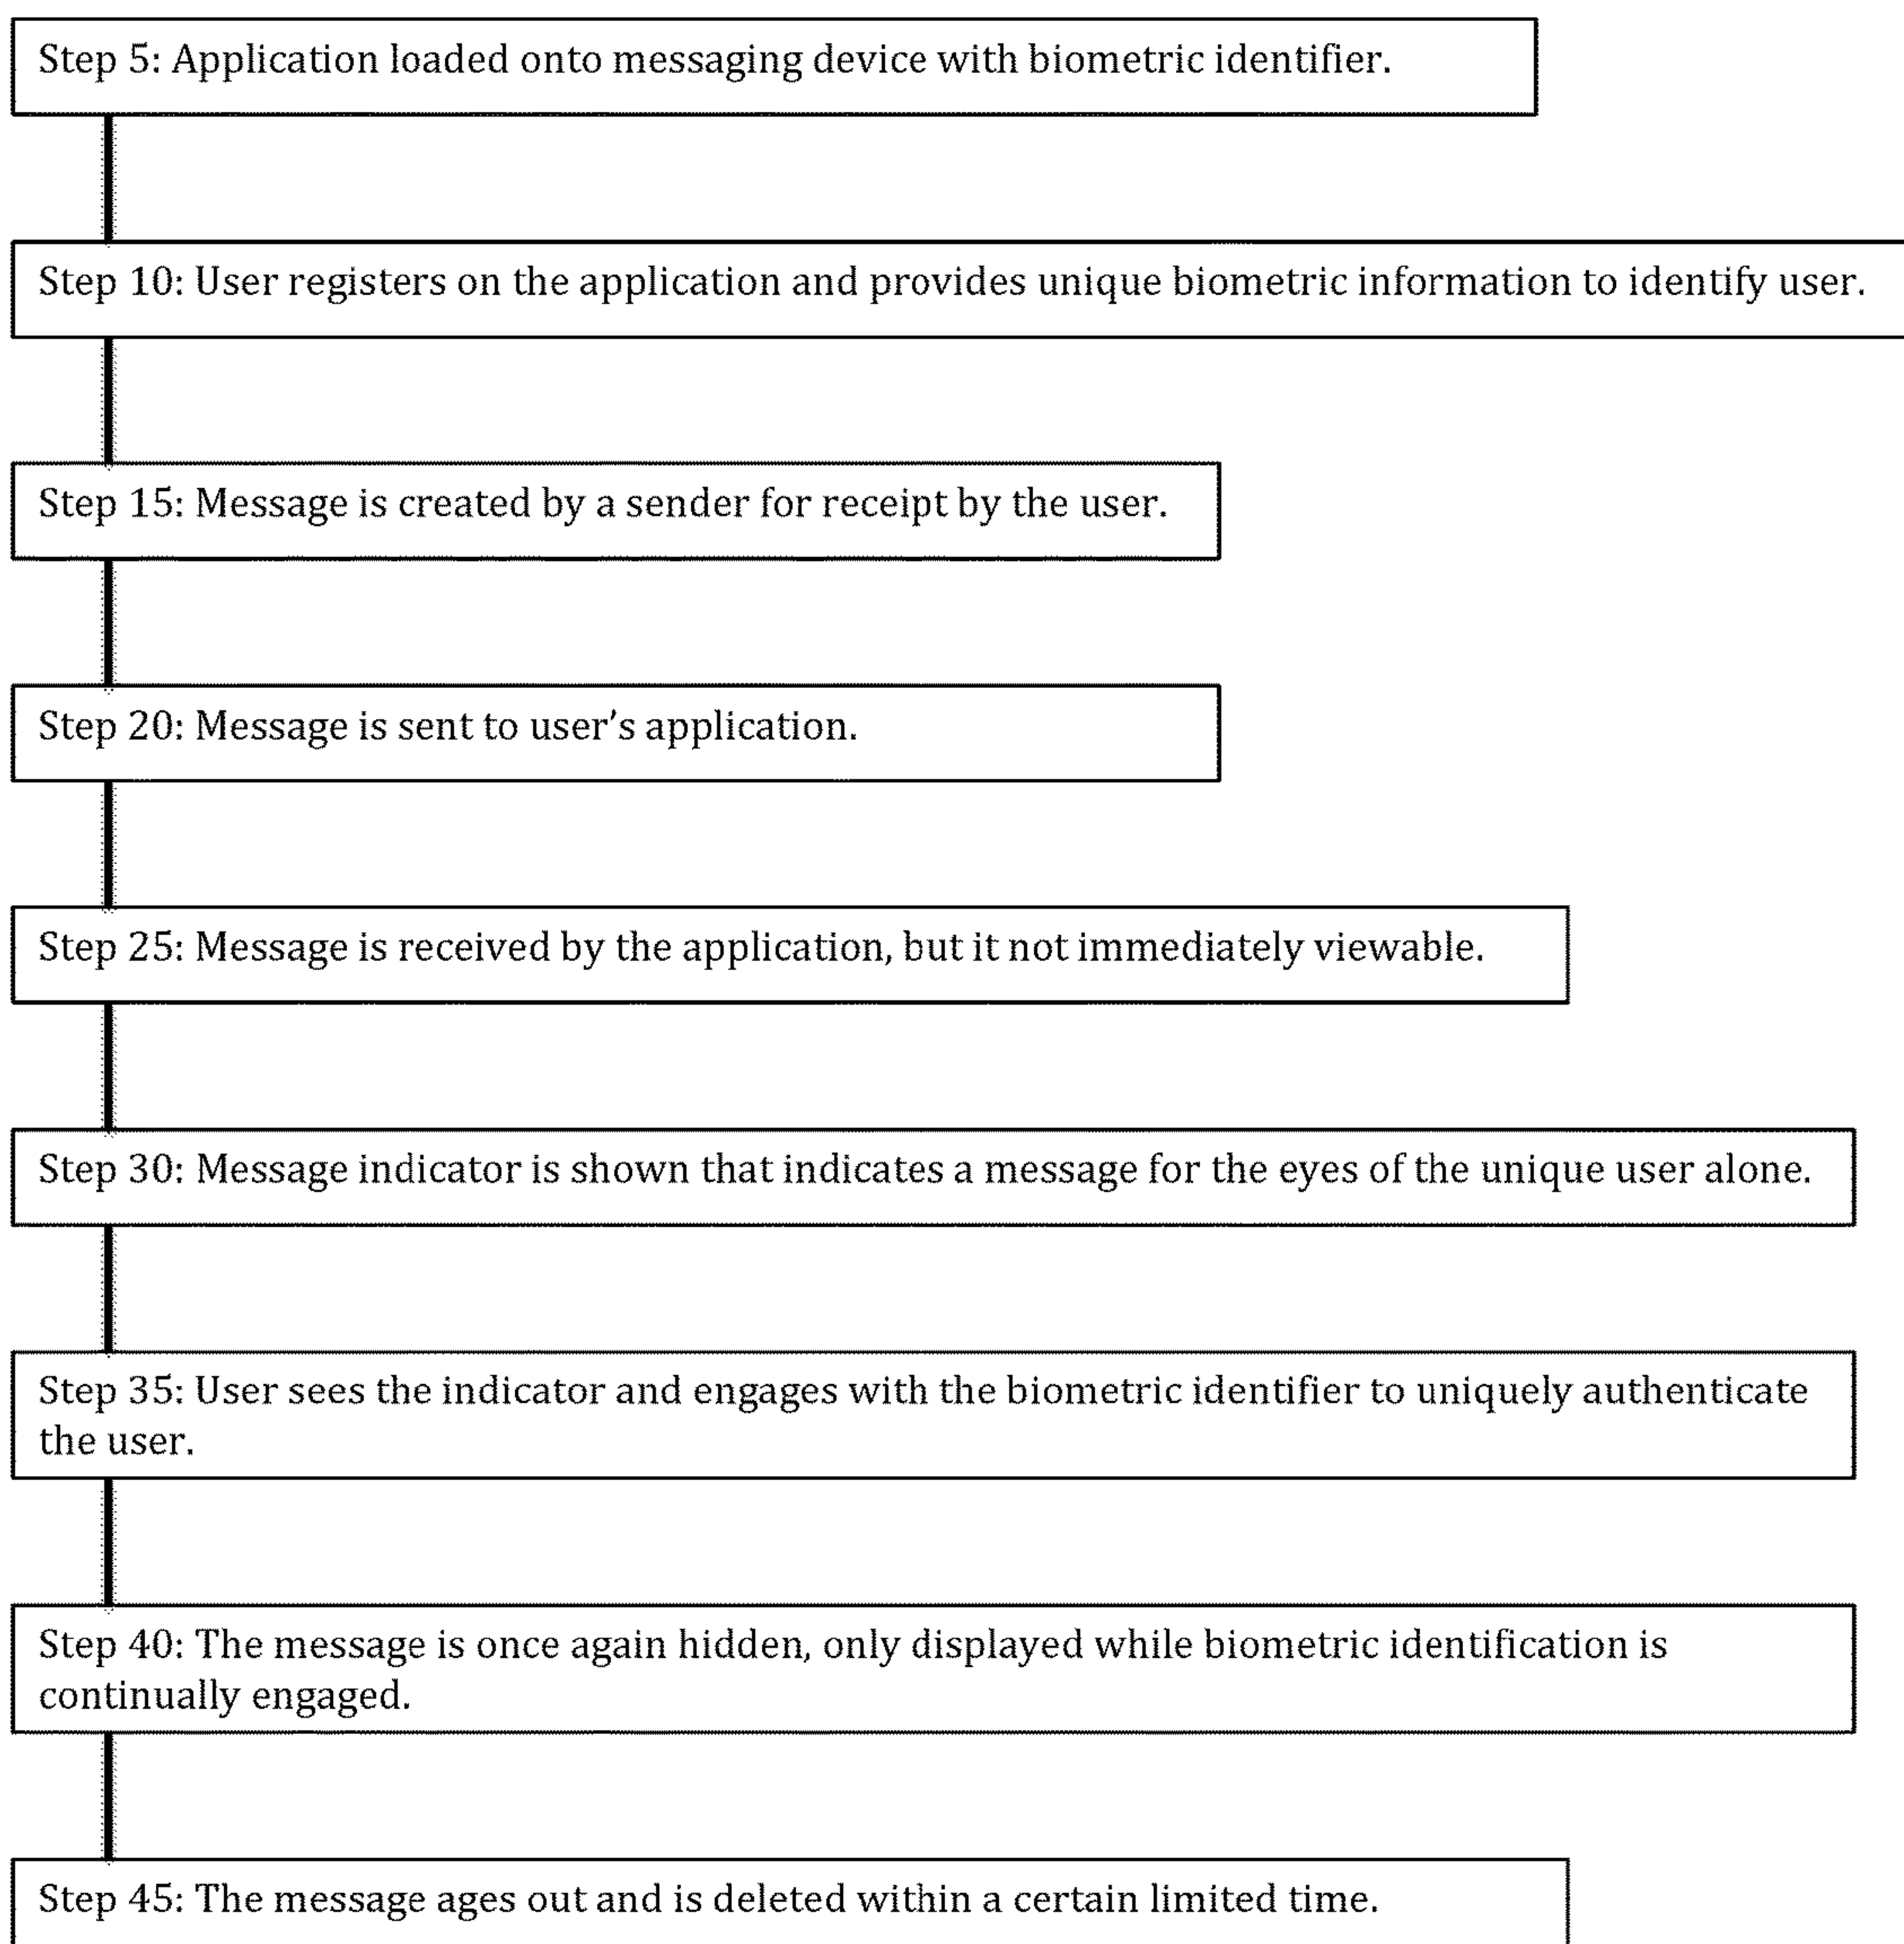 Step 5: Application loaded onto messaging device with biometric identifier.
Step 10: User registers on the application and provides unique biometric information to identify user.
Step 15: Message is created by a sender for receipt by the user.
Step 20: Message is sent to user’s application.
Step 25: Message is received by the application, but it not immediately viewable.
Step 30: Message indicator is shown that indicates a message for the eyes of the unique user alone.
Step 35: User sees the indicator and engages with the biometric identifier to uniquely authenticate
the user.
Step 40: The message is once again hidden, only displayed while biometric identification is
continually engaged.
Step 45: The message ages out and is deleted within a certain limited time.